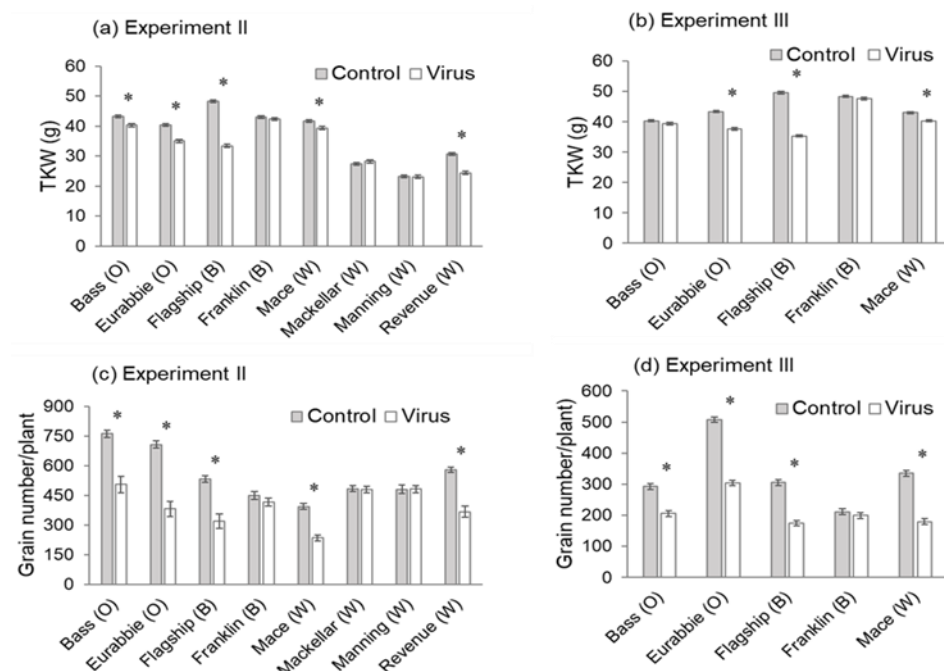 (a) Experiment II
Control Virus
TKW (g)
60
50
40
30
20
10
0
* * * * *
Bass (O)
Eurabbie (O)
Flagship (B)
Franklin (B)
Mace (W)
Mackellar (W)
Manning (W)
Revenue (W)
(b) Experiment III
Control Virus
TKW (g)
60
50
40
30
20
10
0
* * *
Bass (O)
Eurabbie (O)
Flagship (B)
Franklin (B)
Mace (W)
(c) Experiment II
Control Virus
Grain number/plant
900
750
600
450
300
150
0
* * * * *
Bass (O)
Eurabbie (O)
Flagship (B)
Franklin (B)
Mace (W)
Mackellar (W)
Manning (W)
Revenue (W)
(d) Experiment III
Control Virus
Grain number/plant)
600
500
400
300
200
100
0
* * * *
Bass (O)
Eurabbie (O)
Flagship (B)
Franklin (B)
Mace (W)